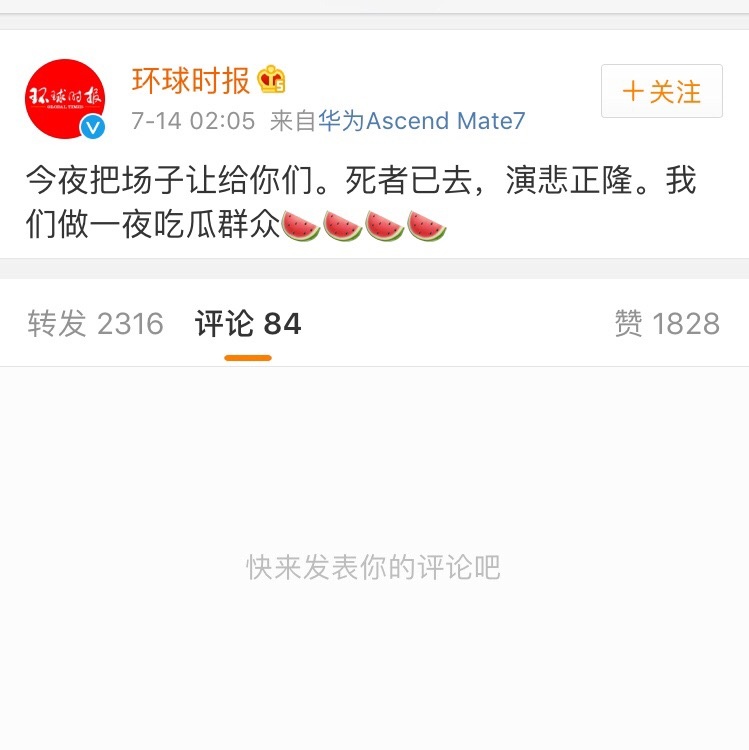 环球时报
环球时报
GLOBAL TIMES
+关注
7-14 02:05 来自华为Ascend Mate7
今夜把场子让给你们。死者已去，演悲正隆。我
们做一夜吃瓜群众🍉🍉🍉🍉
转发 2316 评论 84 赞 1828
快来发表你的评论吧